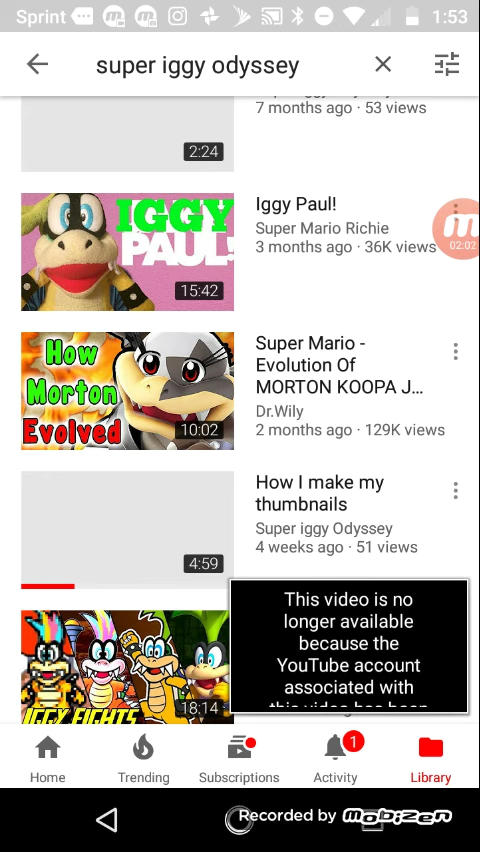 Sprint 1:53
super iggy odyssey
7 months ago · 53 views
2:24
IGGY
PAUL!
15:42
Iggy Paul!
Super Mario Richie
3 months ago · 36K views
m
02:02
How
Morton
Evolved
10:02
Super Mario -
Evolution Of
MORTON KOOPA J...
Dr.Wily
2 months ago · 129K views
4:59
How I make my
thumbnails
Super iggy Odyssey
4 weeks ago · 51 views
IGGY FIGHTS
18:14
This video is no
longer available
because the
YouTube account
associated with
this video has been
Home
Trending
Subscriptions
1
Activity
Library
Recorded by mobizen